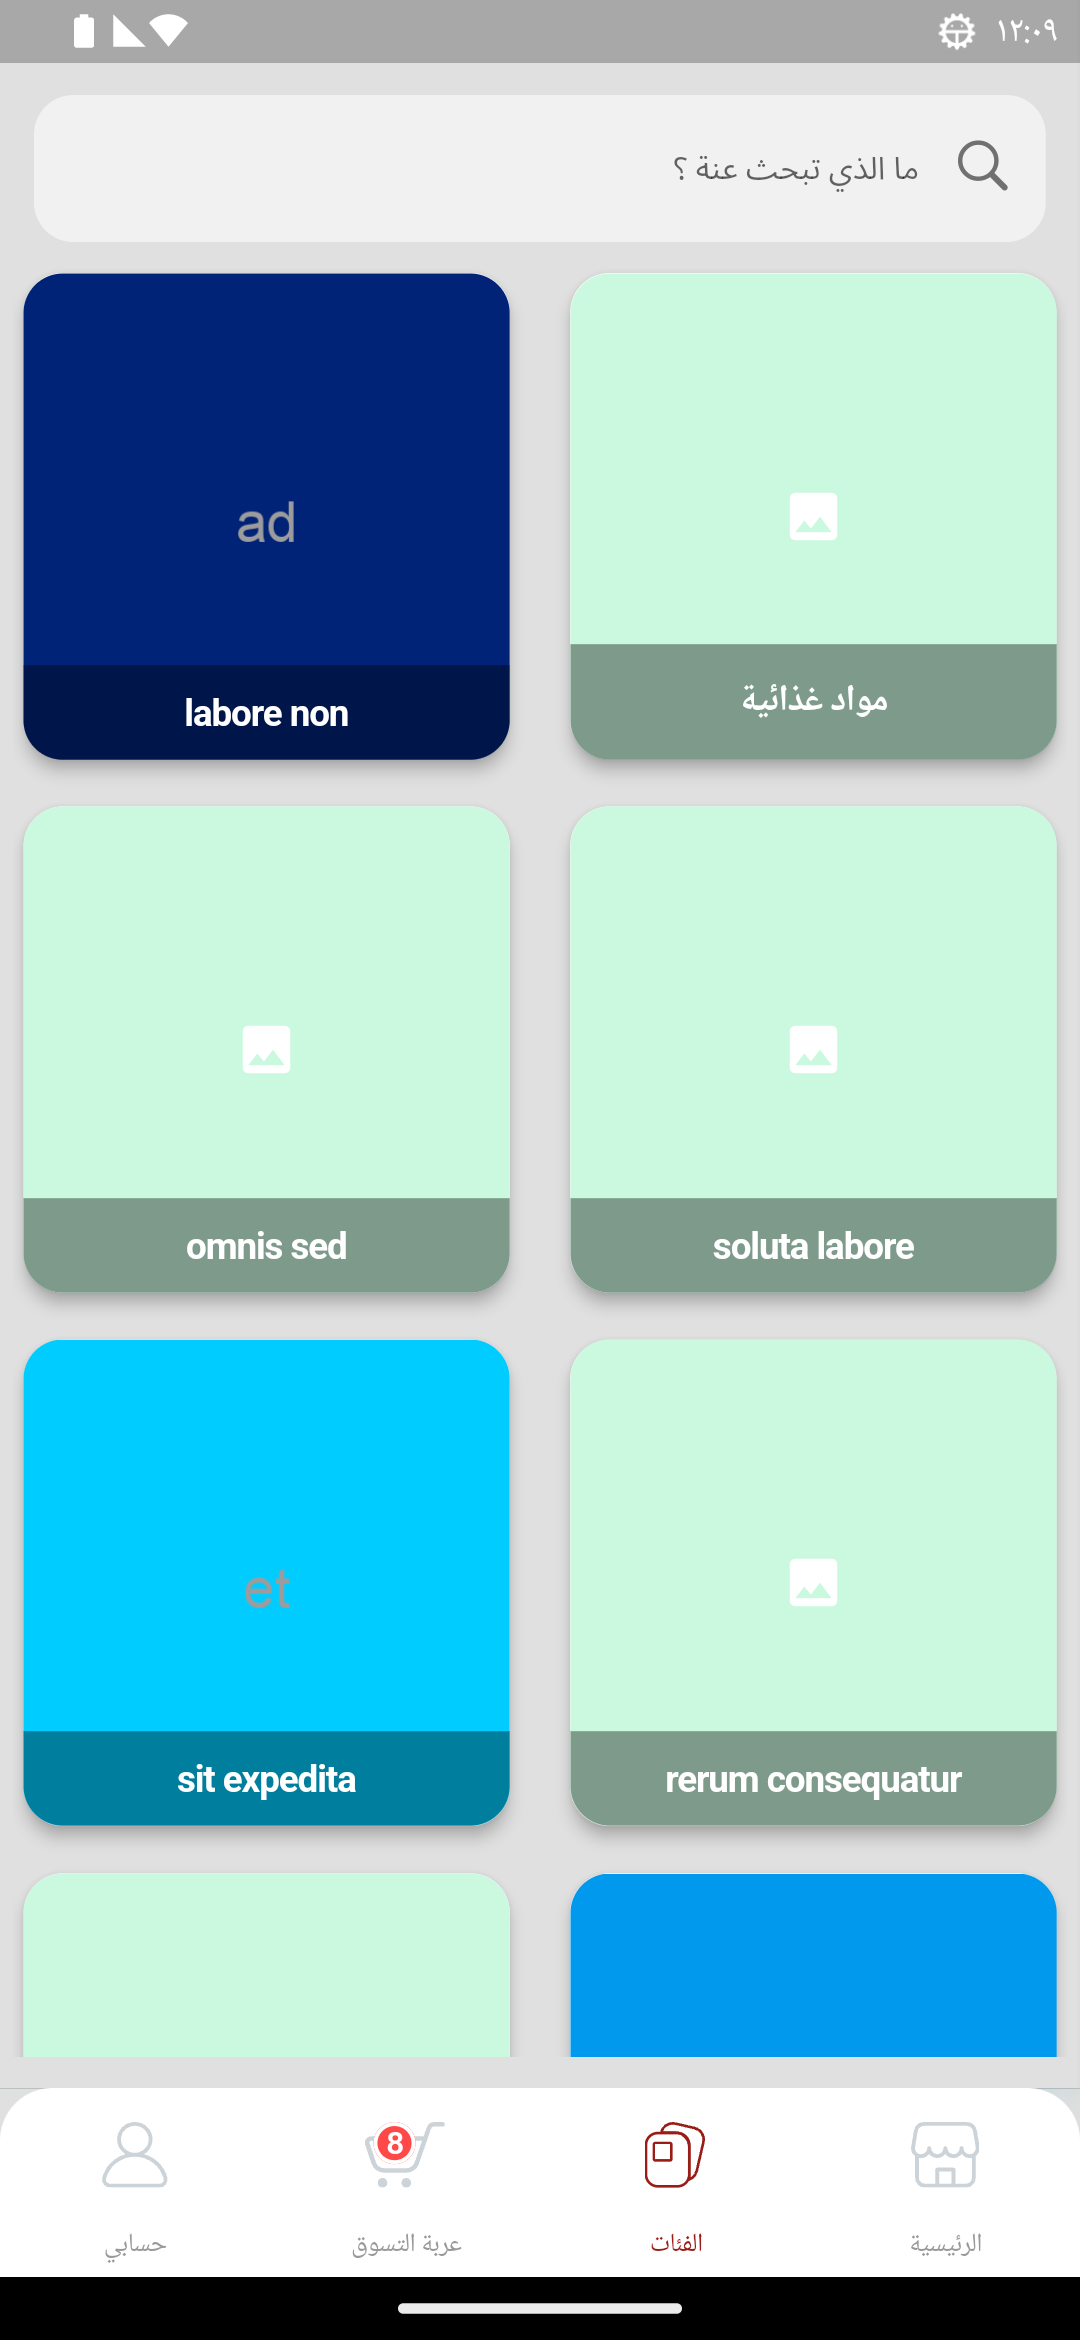 ١٢:٠٩
ما الذي تبحث عنة ؟
مواد غذائية
ad
labore non
soluta labore
omnis sed
rerum consequatur
et
sit expedita
الرئيسية
الفئات
8
عربة التسوق
حسابي